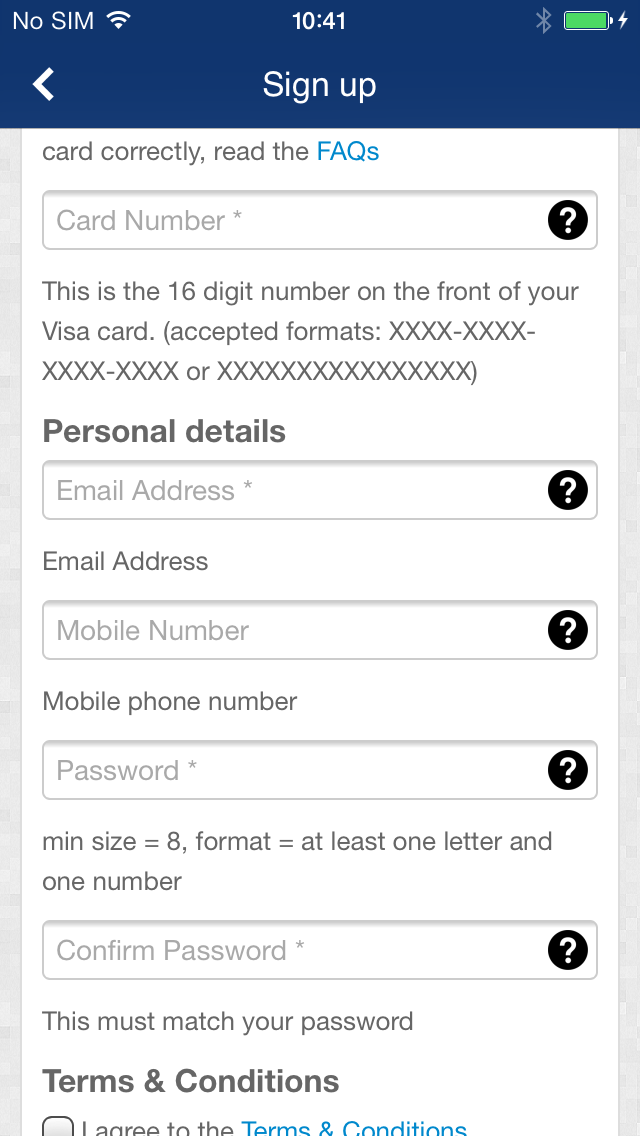 No SIM 10:41
Sign up
card correctly, read the FAQs
Card Number * ?
This is the 16 digit number on the front of your
Visa card. (accepted formats: XXXX-XXXX-
XXXX-XXXX or XXXXXXXXXXXXXXXX)
Personal details
Email Address * ?
Email Address
Mobile Number ?
Mobile phone number
Password * ?
min size = 8, format = at least one letter and
one number
Confirm Password * ?
This must match your password
Terms & Conditions
I agree to the Terms & Conditions